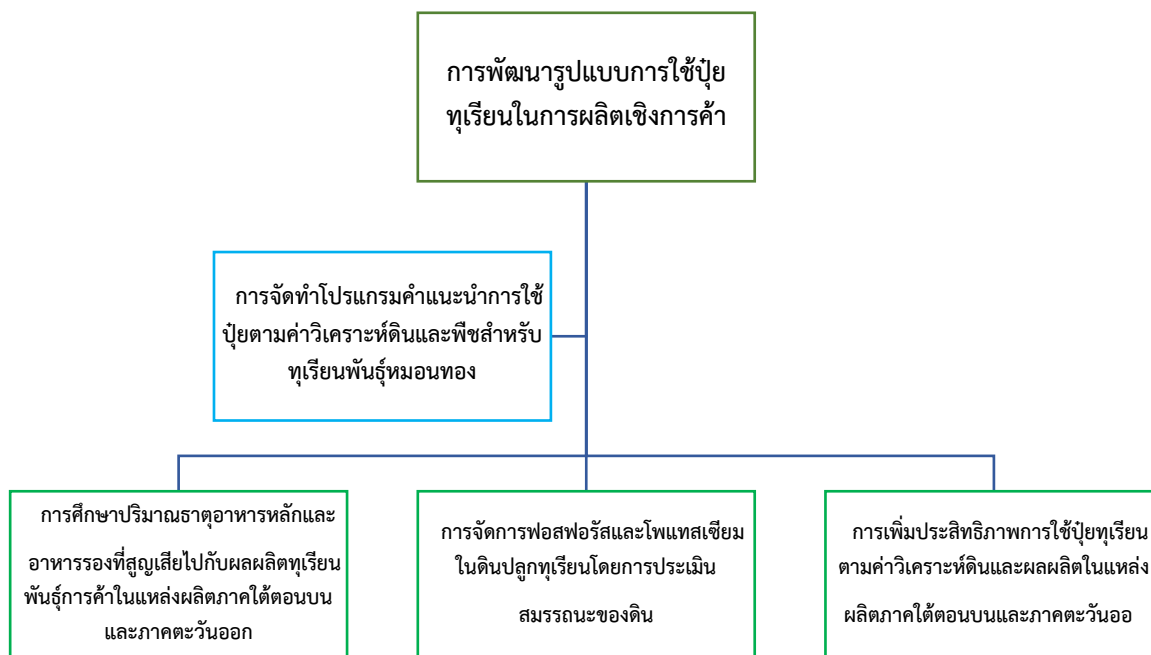 การพัฒนารูปแบบการใช้ปุ๋ย
ทุเรียนในการผลิตเชิงการค้า
การจัดทำโปรแกรมคำแนะนำการใช้
ปุ๋ยตามค่าวิเคราะห์ดินและพืชสำหรับ
ทุเรียนพันธุ์หมอนทอง
การศึกษาปริมาณธาตุอาหารหลักและ
อาหารรองที่สูญเสียไปกับผลผลิตทุเรียน
พันธุ์การค้าในแหล่งผลิตภาคใต้ตอนบน
และภาคตะวันออก
การจัดการฟอสฟอรัสและโพแทสเซียม
ในดินปลูกทุเรียนโดยการประเมิน
สมรรถนะของดิน
การเพิ่มประสิทธิภาพการใช้ปุ๋ยทุเรียน
ตามค่าวิเคราะห์ดินและผลผลิตในแหล่ง
ผลิตภาคใต้ตอนบนและภาคตะวันออ